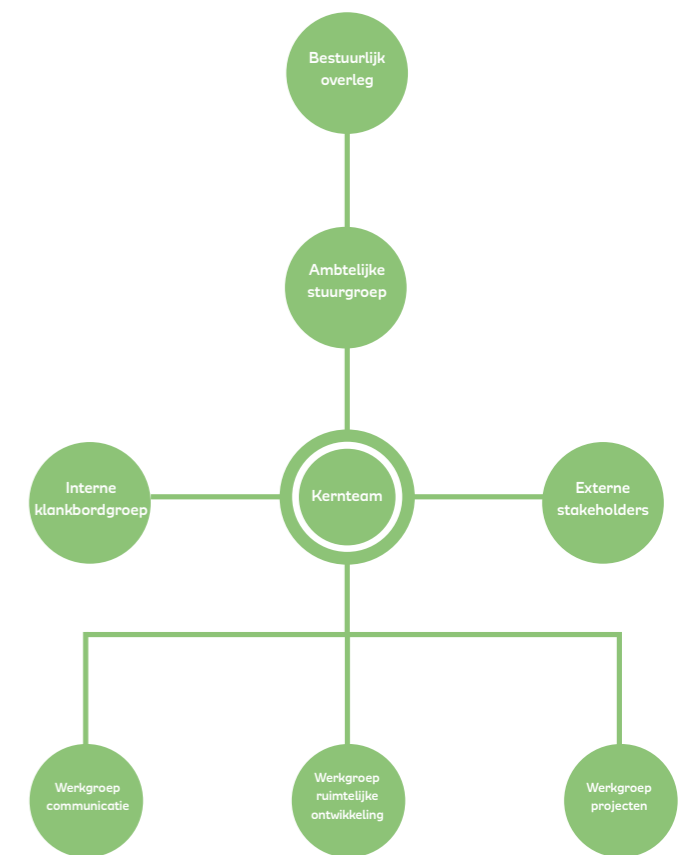 Bestuurlijk
overleg
Ambtelijke
stuurgroep
Interne
klankbordgroep
Kernteam
Externe
stakeholders
Werkgroep
communicatie
Werkgroep
ruimtelijke
ontwikkeling
Werkgroep
projecten